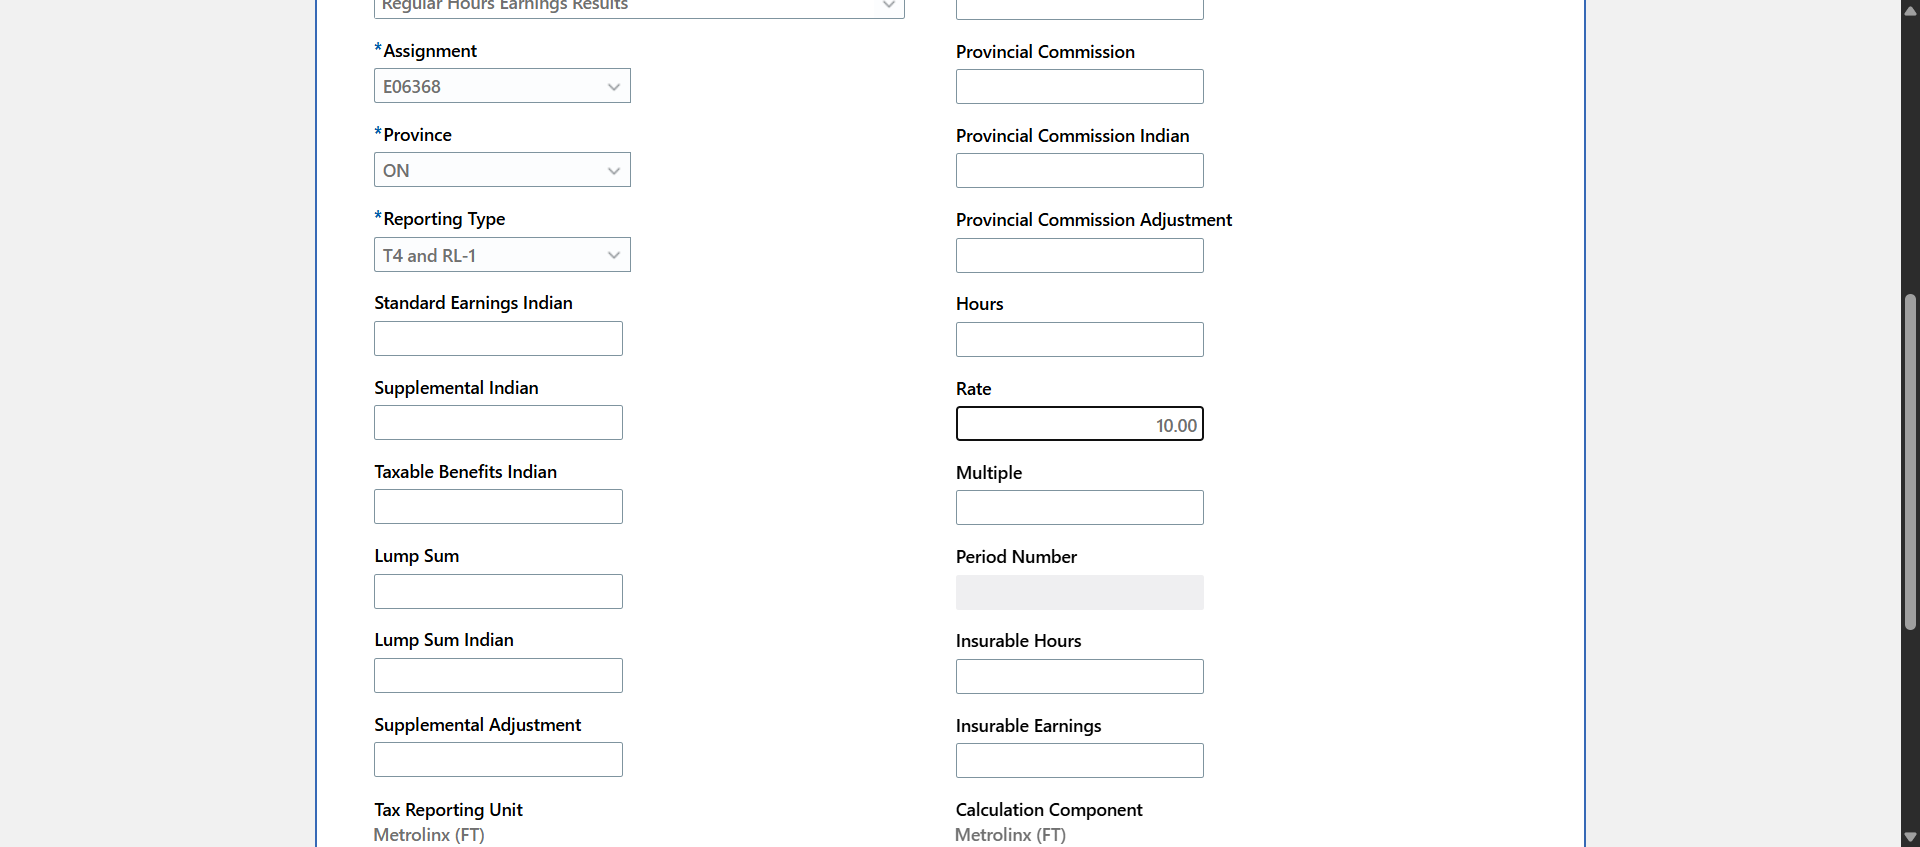 Regular Hours Earnings Results
*Assignment
E06368
*Province
ON
*Reporting Type
T4 and RL-1
Standard Earnings Indian
Supplemental Indian
Taxable Benefits Indian
Lump Sum
Lump Sum Indian
Supplemental Adjustment
Tax Reporting Unit
Metrolinx (FT)
Provincial Commission
Provincial Commission Indian
Provincial Commission Adjustment
Hours
Rate
10.00
Multiple
Period Number
Insurable Hours
Insurable Earnings
Calculation Component
Metrolinx (FT)